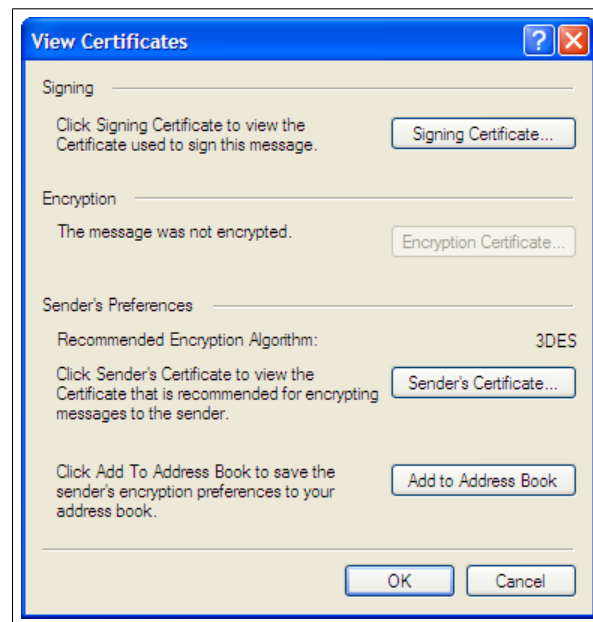 View Certificates
Signing
Click Signing Certificate to view the
Certificate used to sign this message.
Signing Certificate...
Encryption
The message was not encrypted.
Encryption Certificate...
Sender's Preferences
Recommended Encryption Algorithm:
3DES
Click Sender's Certificate to view the
Certificate that is recommended for encrypting
messages to the sender.
Sender's Certificate...
Click Add To Address Book to save the
sender's encryption preferences to your
address book.
Add to Address Book
OK
Cancel